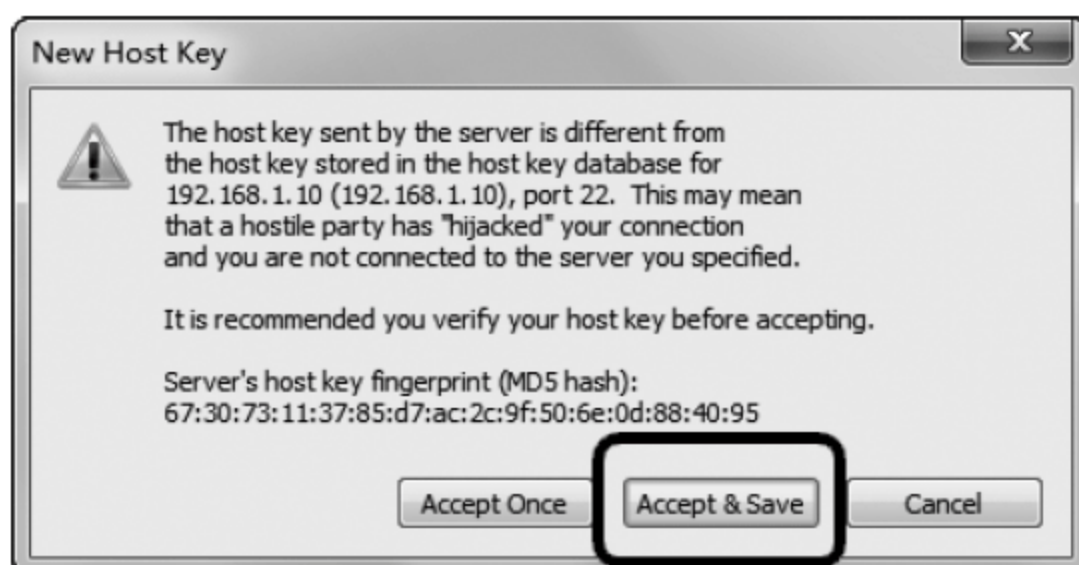 New Host Key
The host key sent by the server is different from
the host key stored in the host key database for
192.168.1.10 (192.168.1.10), port 22.  This may mean
that a hostile party has "hijacked" your connection
and you are not connected to the server you specified.
It is recommended you verify your host key before accepting.
Server's host key fingerprint (MD5 hash):
67:30:73:11:37:85:d7:ac:2c:9f:50:6e:0d:88:40:95
Accept Once Accept & Save Cancel